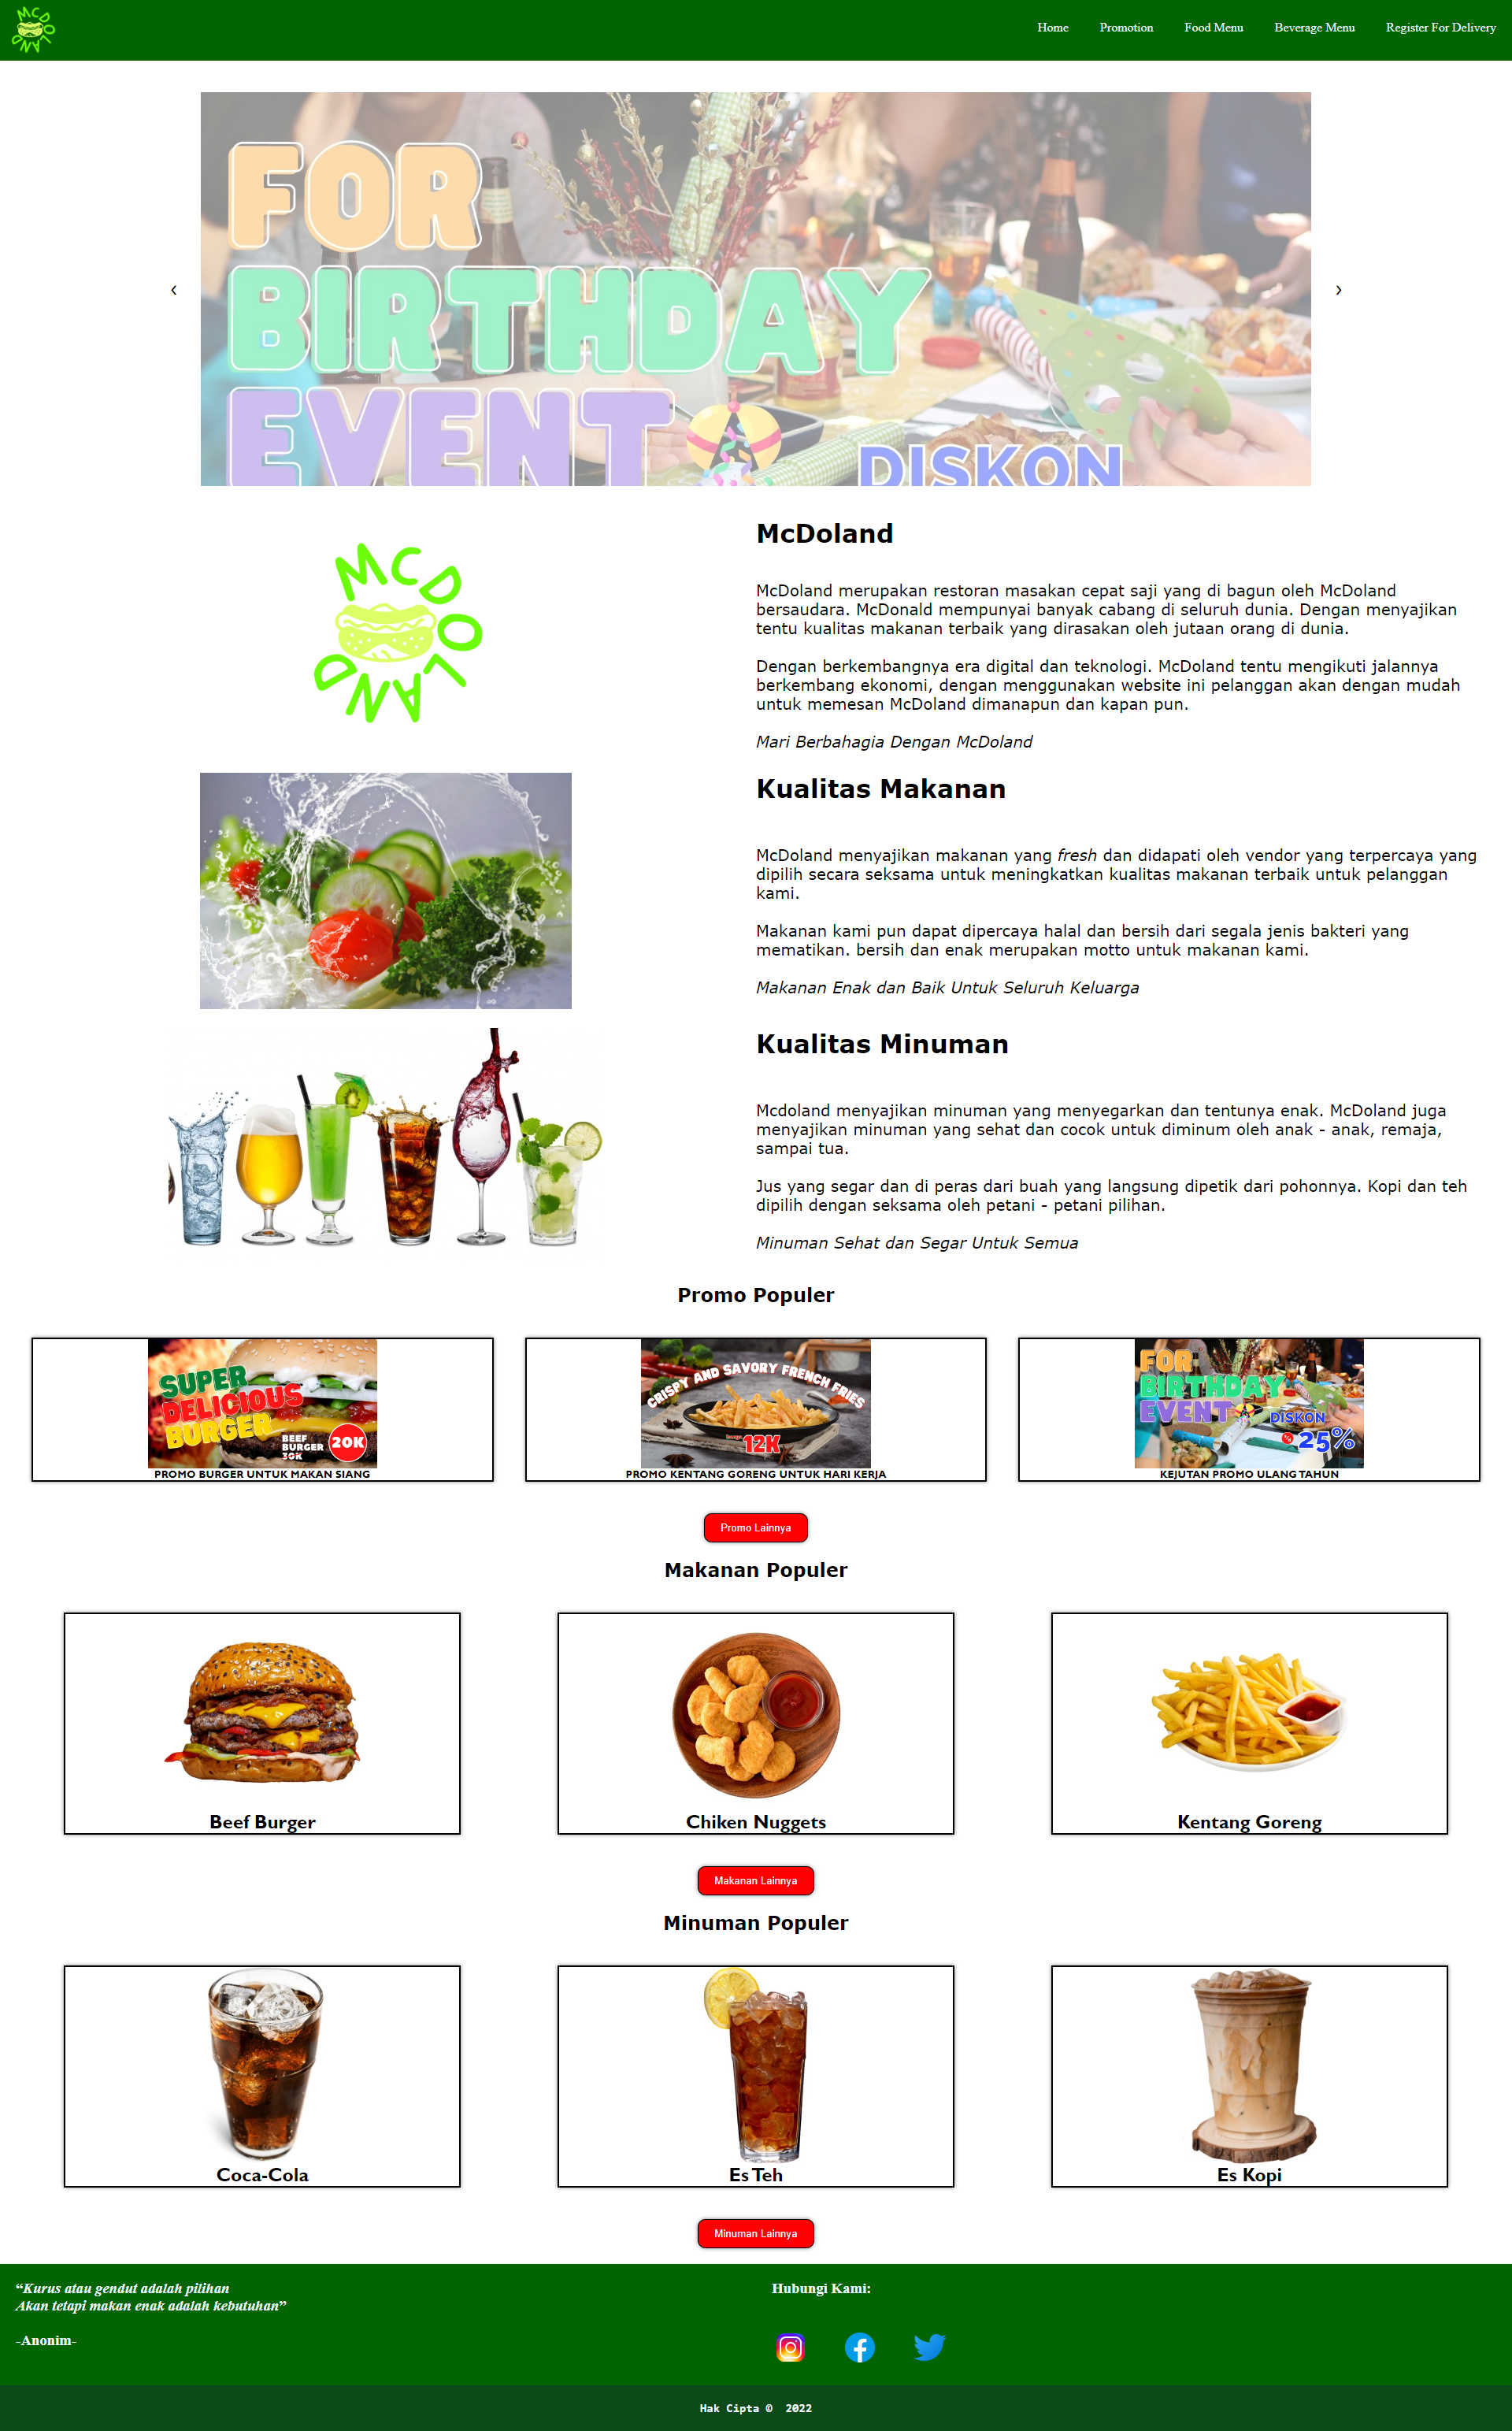 MCDOLAND
Home
Promotion
Food Menu
Beverage Menu
Register For Delivery
FOR
BIRTHDAY
EVENT
DISKON
‹
›
MCDOLAND
McDoland
McDoland merupakan restoran masakan cepat saji yang di bagun oleh McDoland
bersaudara. McDonald mempunyai banyak cabang di seluruh dunia. Dengan menyajikan
tentu kualitas makanan terbaik yang dirasakan oleh jutaan orang di dunia.
Dengan berkembangnya era digital dan teknologi. McDoland tentu mengikuti jalannya
berkembang ekonomi, dengan menggunakan website ini pelanggan akan dengan mudah
untuk memesan McDoland dimanapun dan kapan pun.
Mari Berbahagia Dengan McDoland
Kualitas Makanan
McDoland menyajikan makanan yang fresh dan didapati oleh vendor yang terpercaya yang
dipilih secara seksama untuk meningkatkan kualitas makanan terbaik untuk pelanggan
kami.
Makanan kami pun dapat dipercaya halal dan bersih dari segala jenis bakteri yang
mematikan. bersih dan enak merupakan motto untuk makanan kami.
Makanan Enak dan Baik Untuk Seluruh Keluarga
Kualitas Minuman
Mcdoland menyajikan minuman yang menyegarkan dan tentunya enak. McDoland juga
menyajikan minuman yang sehat dan cocok untuk diminum oleh anak - anak, remaja,
sampai tua.
Jus yang segar dan di peras dari buah yang langsung dipetik dari pohonnya. Kopi dan teh
dipilih dengan seksama oleh petani - petani pilihan.
Minuman Sehat dan Segar Untuk Semua
Promo Populer
SUPER
DELICIOUS
BURGER
BEEF
BURGER
30K
20K
PROMO BURGER UNTUK MAKAN SIANG
CRISPY AND SAVORY FRENCH FRIES
12K
PROMO KENTANG GORENG UNTUK HARI KERJA
FOR
BIRTHDAY
EVENT
DISKON
25%
KEJUTAN PROMO ULANG TAHUN
Promo Lainnya
Makanan Populer
Beef Burger
Chiken Nuggets
Kentang Goreng
Makanan Lainnya
Minuman Populer
Coca-Cola
Es Teh
Es Kopi
Minuman Lainnya
“Kurus atau gendut adalah pilihan
Akan tetapi makan enak adalah kebutuhan”
-Anonim-
Hubungi Kami:
Hak Cipta © 2022